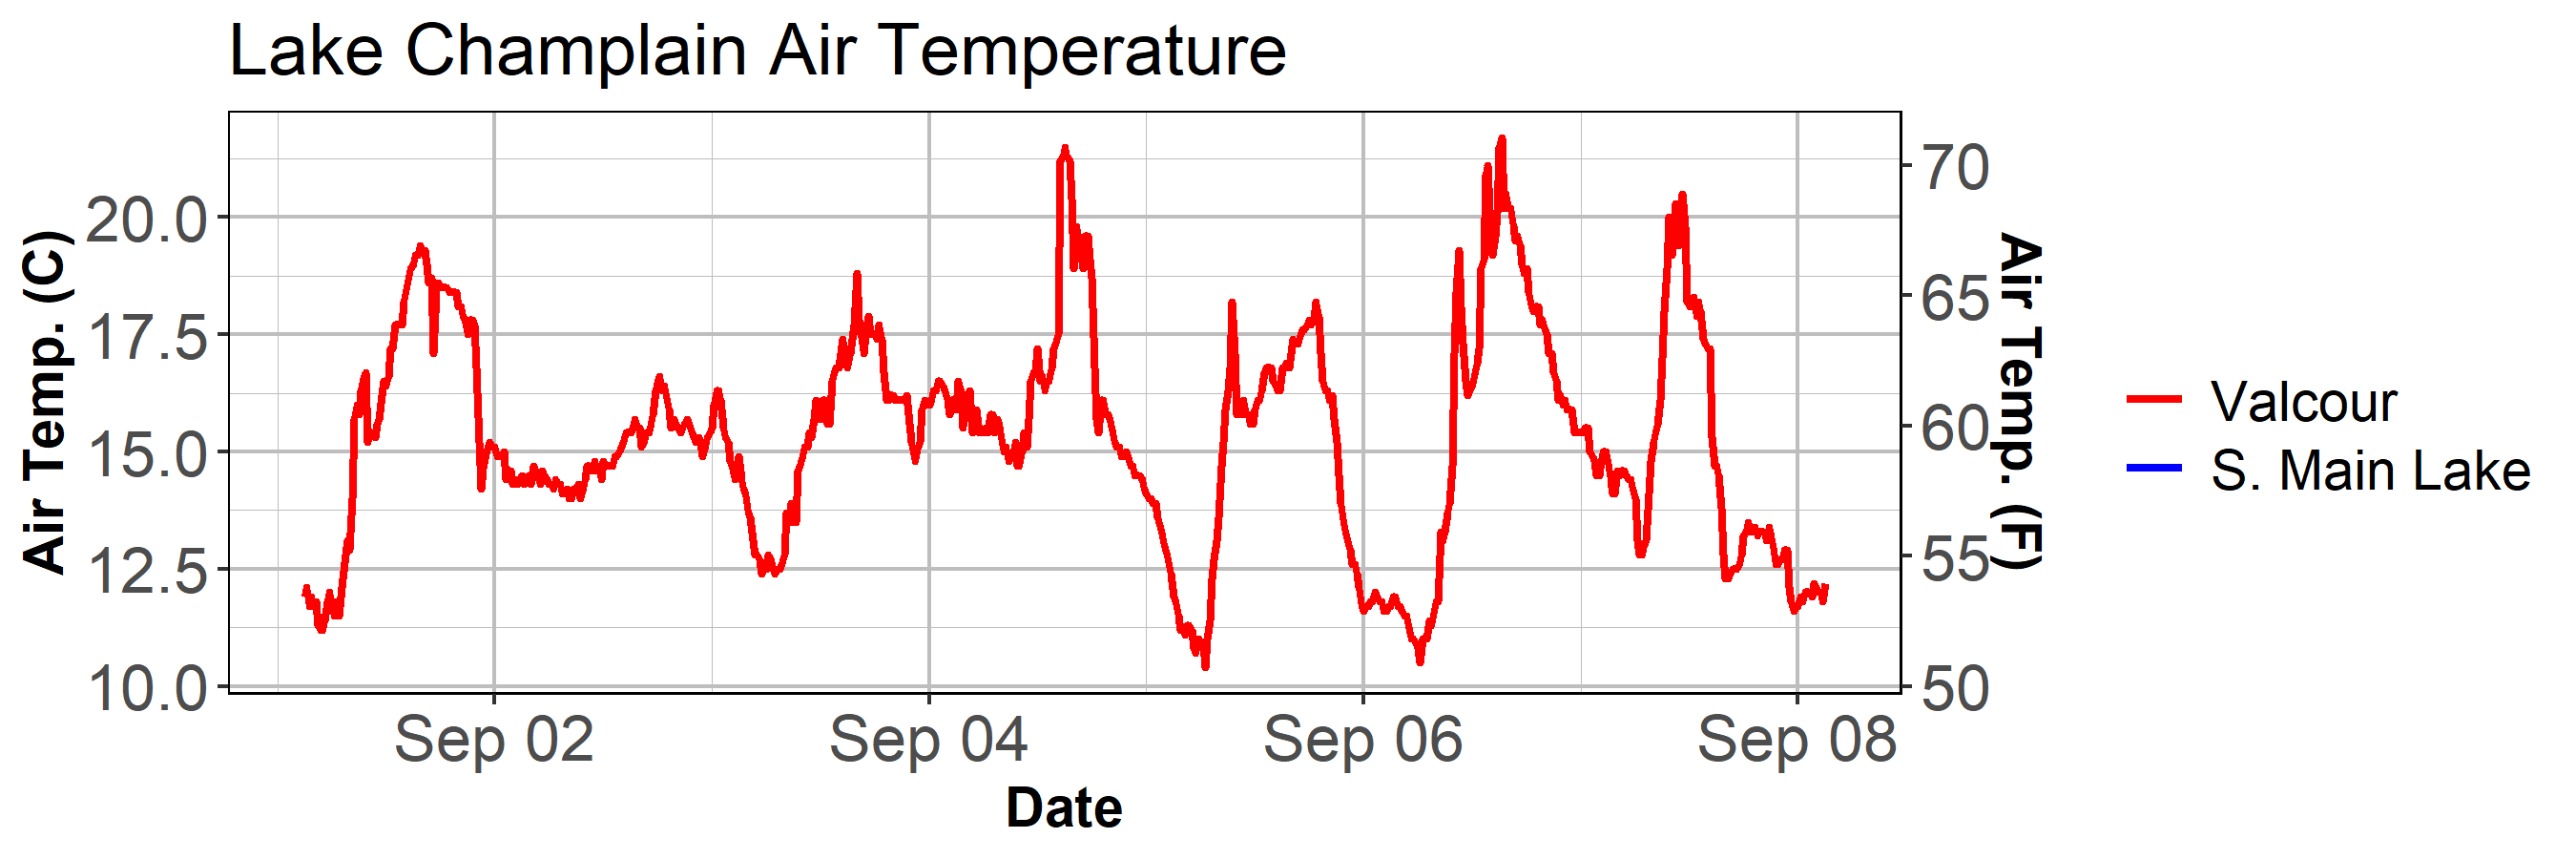 Lake Champlain Air Temperature
Air Temp. (C)
20.0
17.5
15.0
12.5
10.0
70
65
60
55
50
Air Temp. (F)
Sep 02
Sep 04
Sep 06
Sep 08
Date
Valcour
S. Main Lake